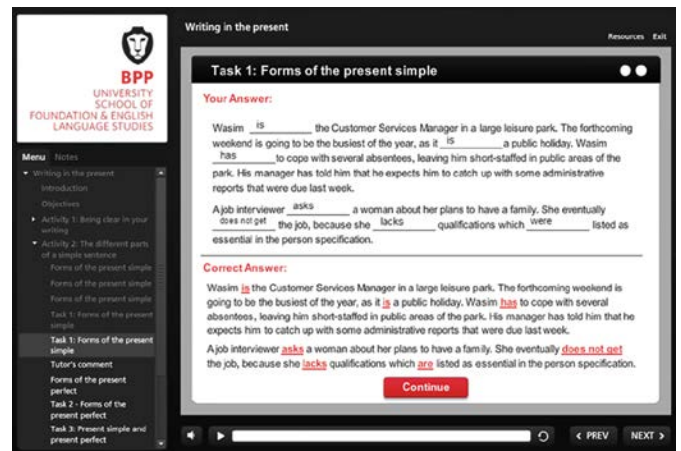 Writing in the present
Resources Exit
BPP
UNIVERSITY
SCHOOL OF
FOUNDATION & ENGLISH
LANGUAGE STUDIES
Menu Notes
Writing in the present
Introduction
Objectives
Activity 1: Being clear in your
writing
Activity 2: The different parts
of a simple sentence
Forms of the present simple
Forms of the present simple
Forms of the present simple
Task 1: Forms of the present
simple
Task 1: Forms of the present
simple
Tutor's comment
Forms of the present
perfect
Task 2 - Forms of the
present perfect
Task 3: Present simple and
present perfect
Task 1: Forms of the present simple
Your Answer:
Wasim is the Customer Services Manager in a large leisure park. The forthcoming
weekend is going to be the busiest of the year, as it is a public holiday. Wasim
has to cope with several absentees, leaving him short-staffed in public areas of the
park. His manager has told him that he expects him to catch up with some administrative
reports that were due last week.
A job interviewer asks a woman about her plans to have a family. She eventually
does not get the job, because she lacks qualifications which were listed as
essential in the person specification.
Correct Answer:
Wasim is the Customer Services Manager in a large leisure park. The forthcoming weekend is
going to be the busiest of the year, as it is a public holiday. Wasim has to cope with several
absentees, leaving him short-staffed in public areas of the park. His manager has told him that he
expects him to catch up with some administrative reports that were due last week.
A job interviewer asks a woman about her plans to have a family. She eventually does not get
the job, because she lacks qualifications which are listed as essential in the person specification.
Continue
PREV NEXT